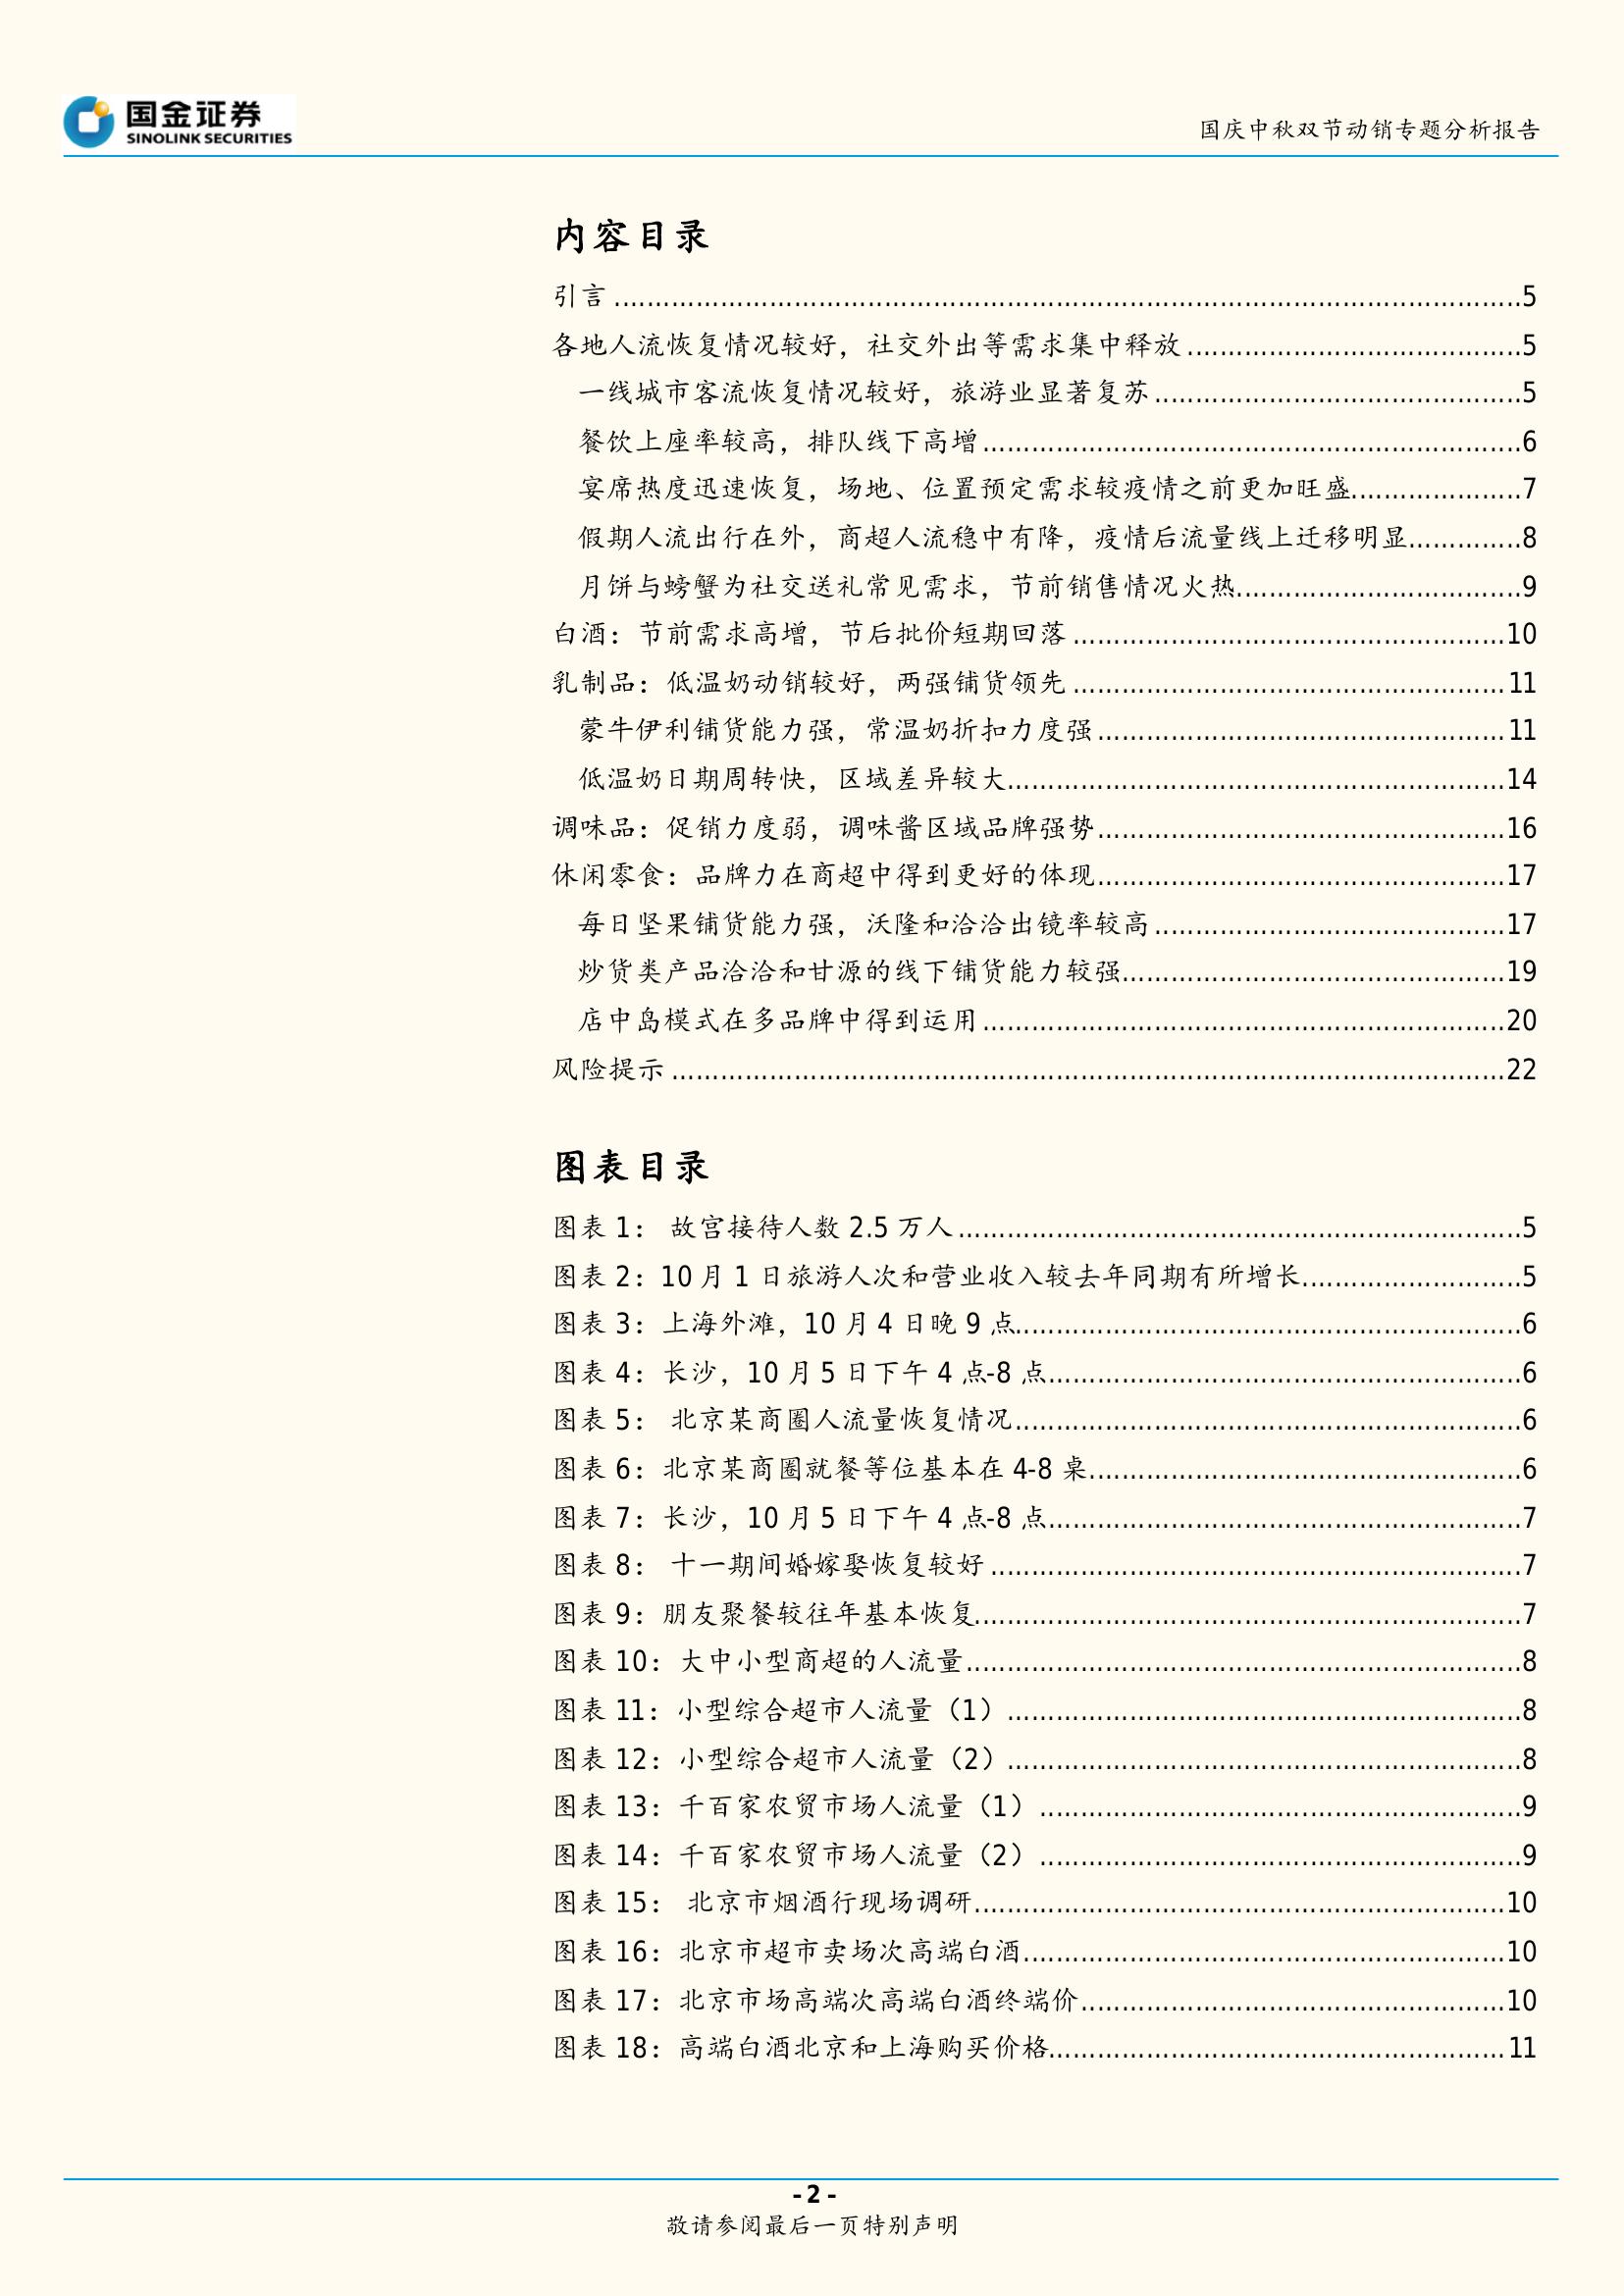 国金证券
SINOLINK SECURITIES
国庆中秋双节动销专题分析报告
内容目录
引言 ................................................................ 5
各地人流恢复情况较好，社交外出等需求集中释放 ................................ 5
一线城市客流恢复情况较好，旅游业显著复苏 ................................ 5
餐饮上座率较高，排队线下高增 ................................ 6
宴席热度迅速恢复，场地、位置预定需求较疫情之前更加旺盛 ................ 7
假期人流出行在外，商超人流稳中有降，疫情后流量线上迁移明显 ............ 8
月饼与螃蟹为社交送礼常见需求，节前销售情况火热 ........................ 9
白酒：节前需求高增，节后批价短期回落 ................................ 10
乳制品：低温奶动销较好，两强铺货领先 ................................ 11
蒙牛伊利铺货能力强，常温奶折扣力度强 ................................ 11
低温奶日期周转快，区域差异较大 ................................ 14
调味品：促销力度弱，调味酱区域品牌强势 ................................ 16
休闲零食：品牌力在商超中得到更好的体现 ................................ 17
每日坚果铺货能力强，沃隆和洽洽出镜率较高 ................................ 17
炒货类产品洽洽和甘源的线下铺货能力较强 ................................ 19
店中岛模式在多品牌中得到运用 ................................ 20
风险提示 ................................................................ 22
图表目录
图表 1： 故宫接待人数 2.5 万人 ................................ 5
图表 2：10 月 1 日旅游人次和营业收入较去年同期有所增长 ................ 5
图表 3：上海外滩，10 月 4 日晚 9 点 ................................ 6
图表 4：长沙，10 月 5 日下午 4 点-8 点 ................................ 6
图表 5： 北京某商圈人流量恢复情况 ................................ 6
图表 6：北京某商圈就餐等位基本在 4-8 桌 ................................ 6
图表 7：长沙，10 月 5 日下午 4 点-8 点 ................................ 7
图表 8： 十一期间婚嫁娶恢复较好 ................................ 7
图表 9：朋友聚餐较往年基本恢复 ................................ 7
图表 10：大中小型商超的人流量 ................................ 8
图表 11：小型综合超市人流量（1） ................................ 8
图表 12：小型综合超市人流量（2） ................................ 8
图表 13：千百家农贸市场人流量（1） ................................ 9
图表 14：千百家农贸市场人流量（2） ................................ 9
图表 15： 北京市烟酒行现场调研 ................................ 10
图表 16：北京市超市卖场次高端白酒 ................................ 10
图表 17：北京市场高端次高端白酒终端价 ................................ 10
图表 18：高端白酒北京和上海购买价格 ................................ 11
- 2 -
敬请参阅最后一页特别声明